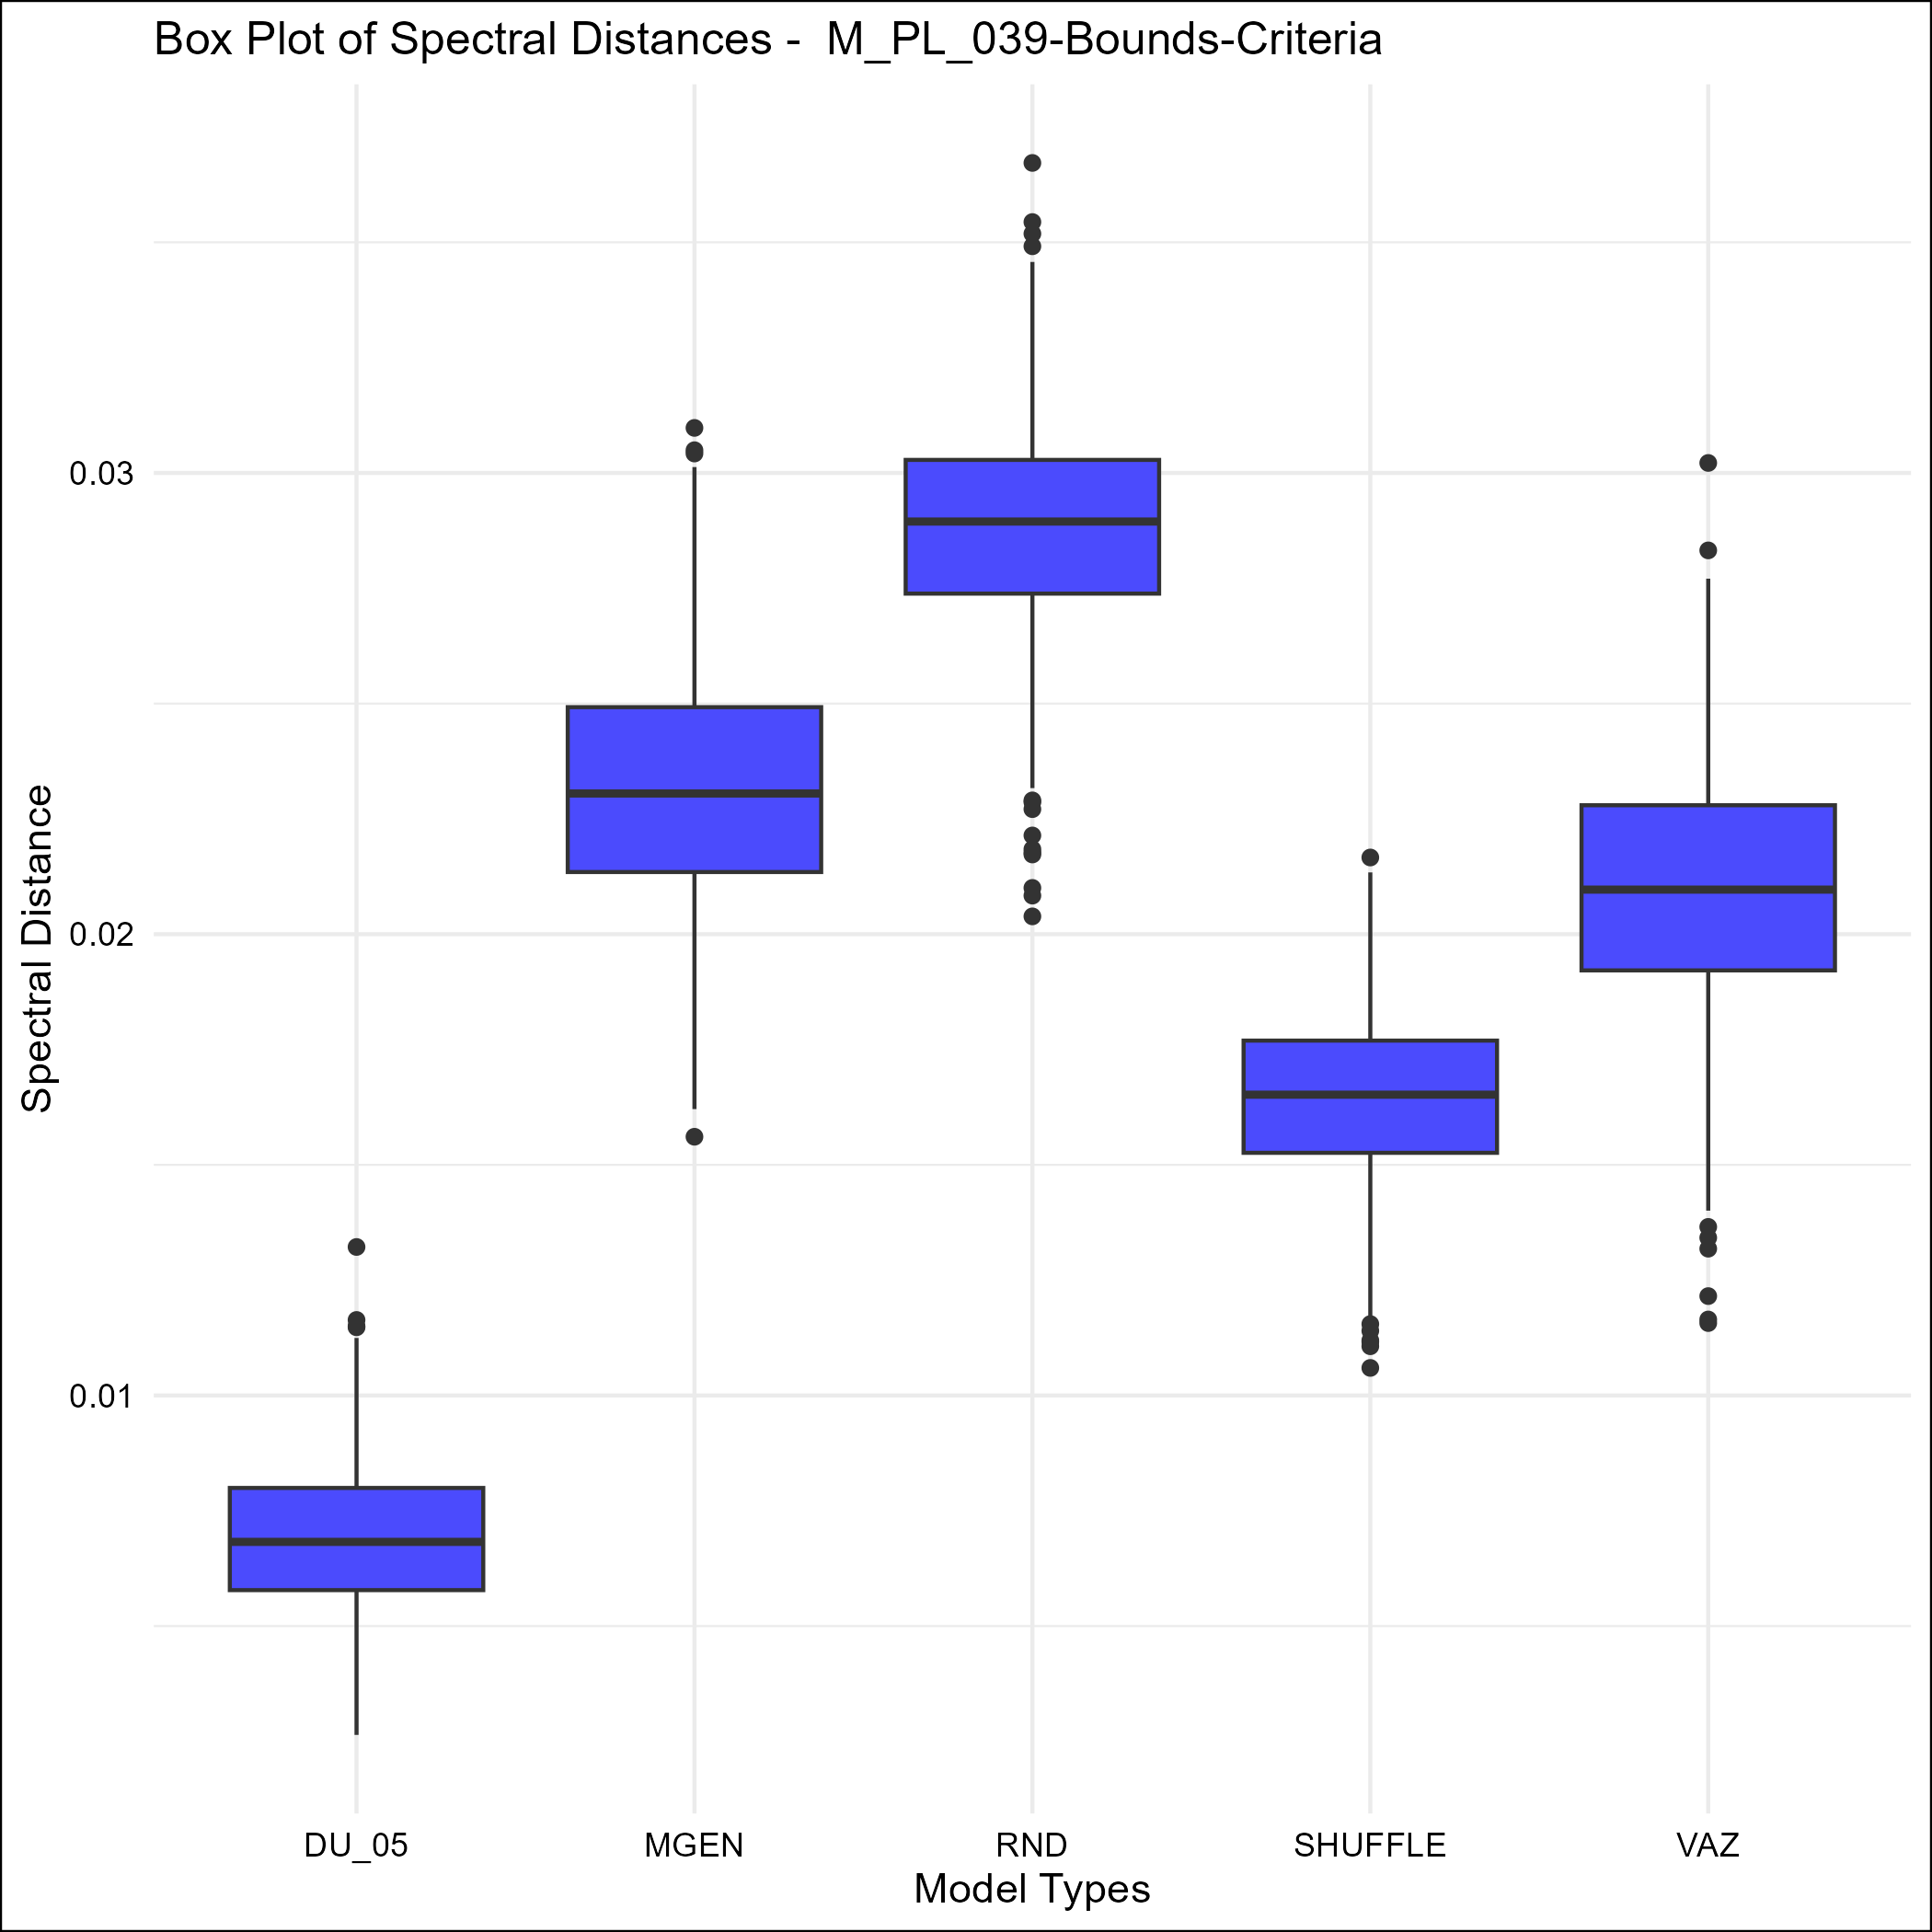 Box Plot of Spectral Distances -  M_PL_039-Bounds-Criteria
Spectral Distance
0.03
0.02
0.01
DU_05 MGEN RND SHUFFLE VAZ
Model Types